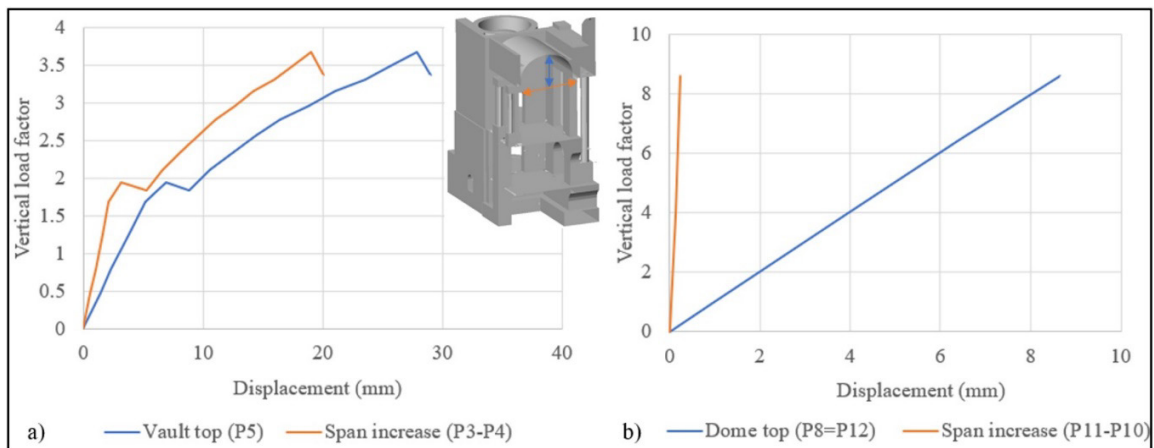 4
3.5
3
2.5
2
1.5
1
0.5
0
Vertical load factor
0 10 20 30 40
Displacement (mm)
a) Vault top (P5) Span increase (P3-P4)
10
8
6
4
2
0
Vertical load factor
0 2 4 6 8 10
Displacement (mm)
b) Dome top (P8=P12) Span increase (P11-P10)